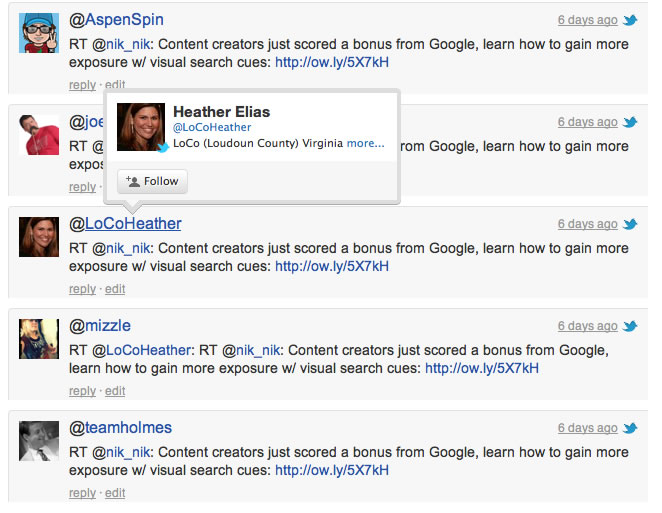 @AspenSpin
6 days ago
RT @nik_nik: Content creators just scored a bonus from Google, learn how to gain more
exposure w/ visual search cues: http://ow.ly/5X7kH
reply · edit
Heather Elias
@LoCoHeather
LoCo (Loudoun County) Virginia more...
Follow
@joe
6 days ago
RT @
rom Google, learn how to gain more
expos
reply
@LoCoHeather
6 days ago
RT @nik_nik: Content creators just scored a bonus from Google, learn how to gain more
exposure w/ visual search cues: http://ow.ly/5X7kH
reply · edit
@mizzle
6 days ago
RT @LoCoHeather: RT @nik_nik: Content creators just scored a bonus from Google,
learn how to gain more exposure w/ visual search cues: http://ow.ly/5X7kH
reply · edit
@teamholmes
6 days ago
RT @nik_nik: Content creators just scored a bonus from Google, learn how to gain more
exposure w/ visual search cues: http://ow.ly/5X7kH
reply · edit